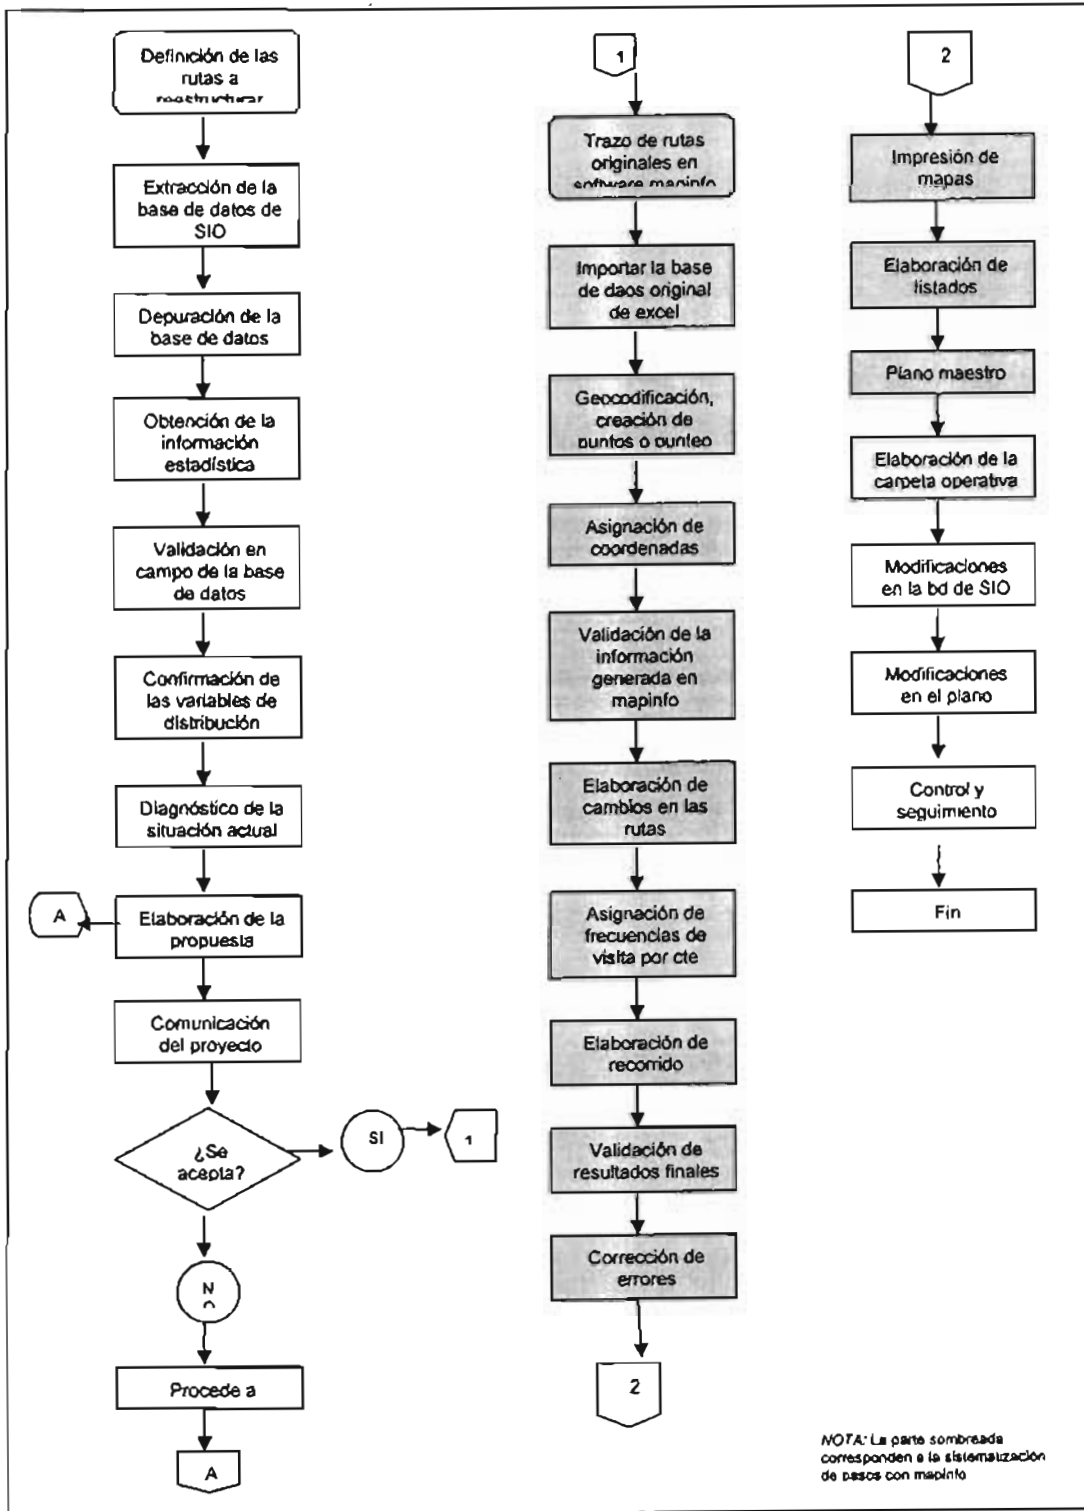 Definición de las
rutas a
reestructurar
Extracción de la
base de datos de
SIO
Depuración de la
base de datos
Obtención de la
información
estadística
Validación en
campo de la base
de datos
Confirmación de
las variables de
distribución
Diagnóstico de la
situación actual
A
Elaboración de la
propuesta
Comunicación
del proyecto
¿Se
acepta?
SI
1
N
O
Procede a
A
1
Trazo de rutas
originales en
software mapinfo
Importar la base
de daos original
de excel
Geocodificación,
creación de
puntos o punteo
Asignación de
coordenadas
Validación de la
información
generada en
mapinfo
Elaboración de
cambios en las
rutas
Asignación de
frecuencias de
visita por cte
Elaboración de
recorrido
Validación de
resultados finales
Corrección de
errores
2
2
Impresión de
mapas
Elaboración de
listados
Plano maestro
Elaboración de la
carpeta operativa
Modificaciones
en la bd de SIO
Modificaciones
en el plano
Control y
seguimiento
Fin
NOTA: La parte sombreada
corresponden a la sistematización
de pasos con mapinfo